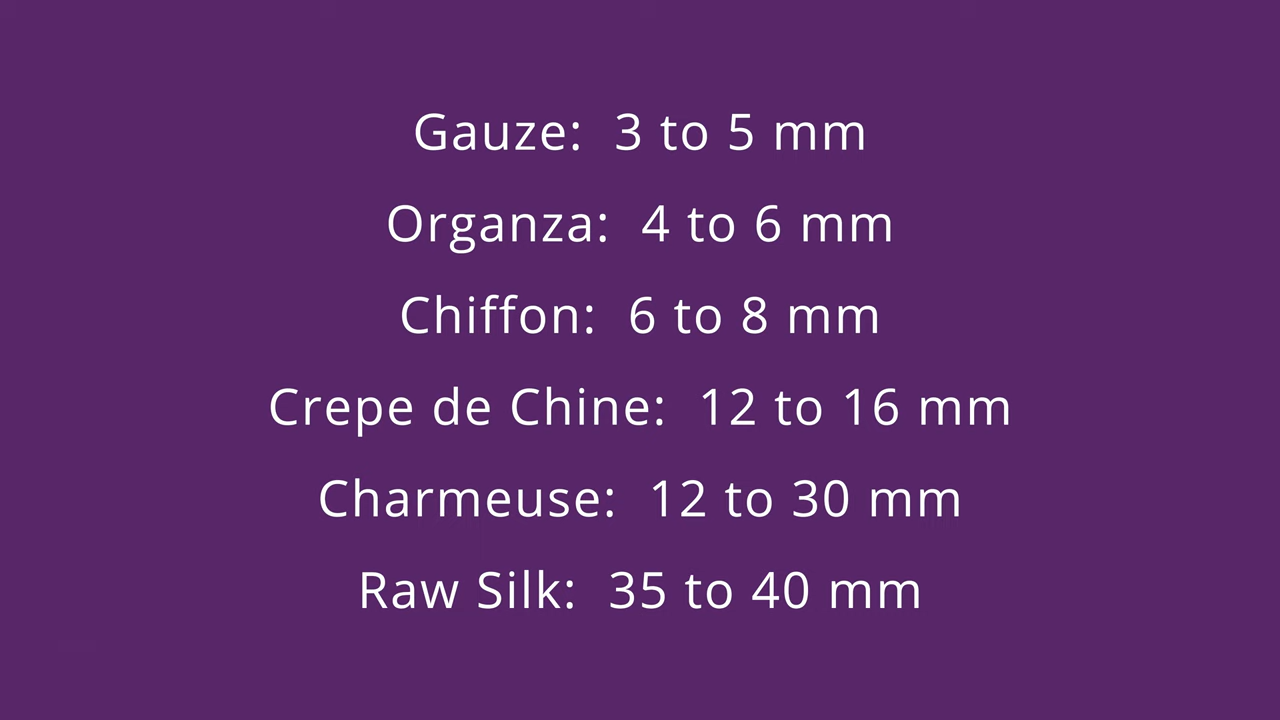 Gauze: 3 to 5 mm
Organza: 4 to 6 mm
Chiffon: 6 to 8 mm
Crepe de Chine: 12 to 16 mm
Charmeuse: 12 to 30 mm
Raw Silk: 35 to 40 mm